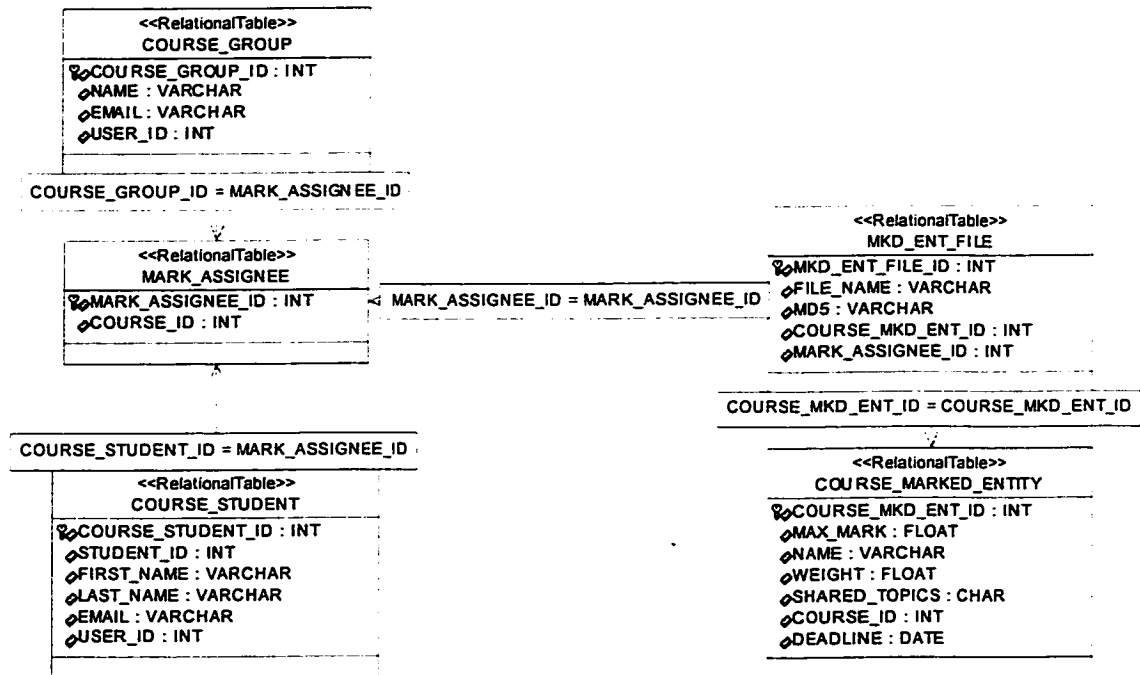 <<RelationalTable>>
COURSE_GROUP
COURSE_GROUP_ID : INT
NAME : VARCHAR
EMAIL : VARCHAR
USER_ID : INT
COURSE_GROUP_ID = MARK_ASSIGNEE_ID
<<RelationalTable>>
MARK_ASSIGNEE
MARK_ASSIGNEE_ID : INT
COURSE_ID : INT
MARK_ASSIGNEE_ID = MARK_ASSIGNEE_ID
<<RelationalTable>>
MKD_ENT_FILE
MKD_ENT_FILE_ID : INT
FILE_NAME : VARCHAR
MD5 : VARCHAR
COURSE_MKD_ENT_ID : INT
MARK_ASSIGNEE_ID : INT
COURSE_MKD_ENT_ID = COURSE_MKD_ENT_ID
COURSE_STUDENT_ID = MARK_ASSIGNEE_ID
<<RelationalTable>>
COURSE_STUDENT
COURSE_STUDENT_ID : INT
STUDENT_ID : INT
FIRST_NAME : VARCHAR
LAST_NAME : VARCHAR
EMAIL : VARCHAR
USER_ID : INT
<<RelationalTable>>
COURSE_MARKED_ENTITY
COURSE_MKD_ENT_ID : INT
MAX_MARK : FLOAT
NAME : VARCHAR
WEIGHT : FLOAT
SHARED_TOPICS : CHAR
COURSE_ID : INT
DEADLINE : DATE